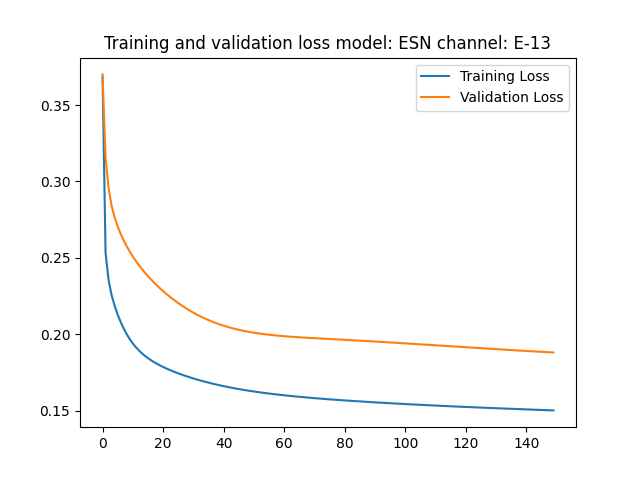 Training and validation loss model: ESN channel: E-13
Training Loss
Validation Loss
0.35
0.30
0.25
0.20
0.15
0 20 40 60 80 100 120 140